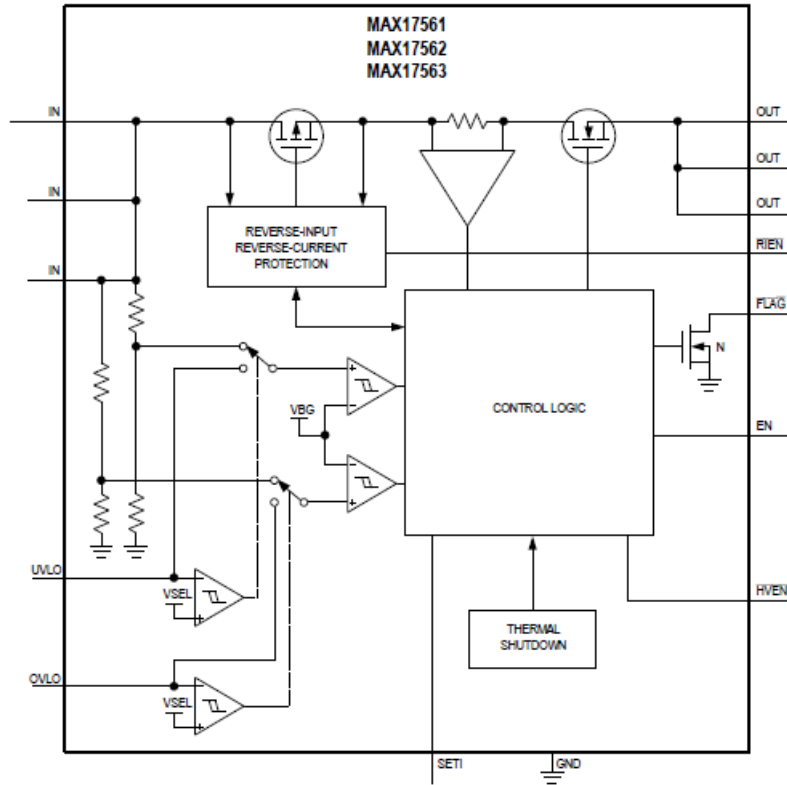 MAX17561
MAX17562
MAX17563
IN
OUT
OUT
IN
OUT
REVERSE-INPUT
REVERSE-CURRENT
PROTECTION
RIEN
IN
FLAG
N
VBG
CONTROL LOGIC
EN
UVLO
VSEL
HVEN
THERMAL
SHUTDOWN
OVLO
VSEL
SETI
GND